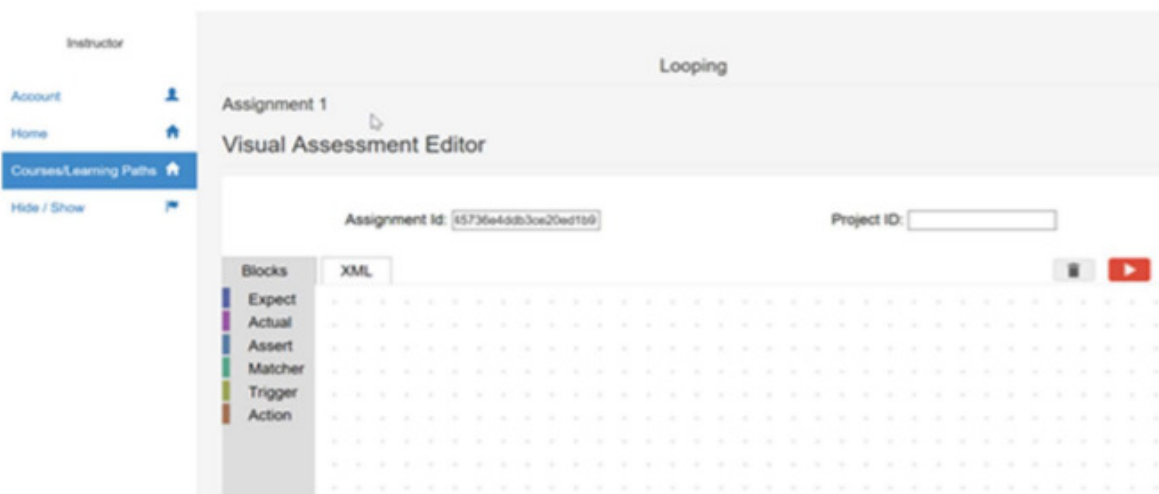 Instructor
Account
Home
Courses/Learning Paths
Hide / Show
Looping
Assignment 1
Visual Assessment Editor
Assignment Id: 45736e4ddb3ce20ed1b9
Project ID:
Blocks
XML
Expect
Actual
Assert
Matcher
Trigger
Action